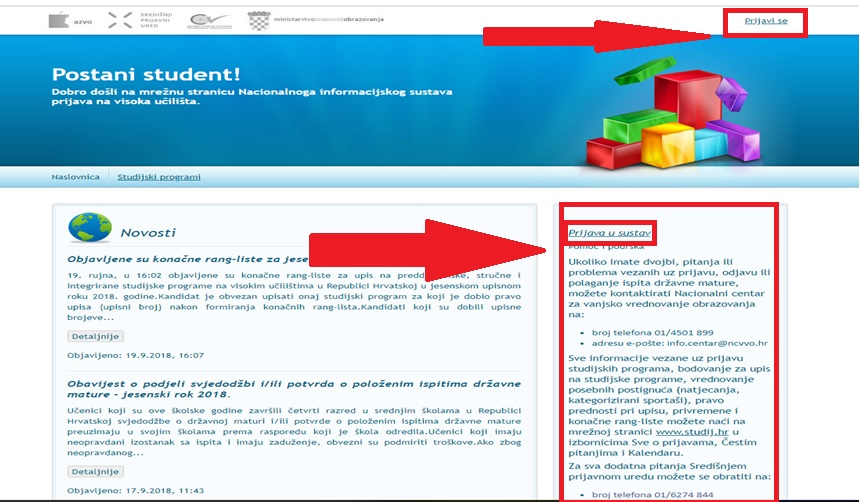 azvo
SREDIŠNJI
PRIJAVNI
URED
ministarstvoznanostiobrazovanja
Prijavi se
Postani student!
Dobro došli na mrežnu stranicu Nacionalnoga informacijskog sustava
prijava na visoka učilišta.
Naslovnica
Studijski programi
Novosti
Objavljene su konačne rang-liste za jese
19. rujna, u 16:02 objavljene su konačne rang-liste za upis na predd ske, stručne i
integrirane studijske programe na visokim učilištima u Republici Hrvatskoj u jesenskom upisnom
roku 2018. godine.Kandidat je obvezan upisati onaj studijski program za koji je dobio pravo
upisa (upisni broj) nakon formiranja konačnih rang-lista.Kandidati koji su dobili upisne
brojeve...
Detaljnije
Objavljeno: 19.9.2018, 16:07
Obavijest o podjeli svjedodžbi i/ili potvrda o položenim ispitima državne
mature - jesenski rok 2018.
Učenici koji su ove školske godine završili četvrti razred u srednjim školama u Republici
Hrvatskoj svjedodžbe o državnoj maturi i/ili potvrde o položenim ispitima državne mature
preuzimaju u svojim školama prema rasporedu koji je škola odredila.Učenici koji imaju
neopravdani izostanak sa ispita i imaju zaduženje, obvezni su podmiriti troškove.Ako zbog
neopravdanog...
Detaljnije
Objavljeno: 17.9.2018, 11:43
Prijava u sustav
Pomoć i podrška
Ukoliko imate dvojbi, pitanja ili
problema vezanih uz prijavu, odjavu ili
polaganje ispita državne mature,
možete kontaktirati Nacionalni centar
za vanjsko vrednovanje obrazovanja
na:
• broj telefona 01/4501 899
• adresu e-pošte: info.centar@ncvvo.hr
Sve informacije vezane uz prijavu
studijskih programa, bodovanje za upis
na studijske programe, vrednovanje
posebnih postignuća (natjecanja,
kategorizirani sportaši), pravo
prednosti pri upisu, privremene i
konačne rang-liste možete naći na
mrežnoj stranici www.studij.hr u
izbornicima Sve o prijavama, Čestim
pitanjima i Kalendaru.
Za sva dodatna pitanja Središnjem
prijavnom uredu možete se obratiti na:
• broj telefona 01/6274 844